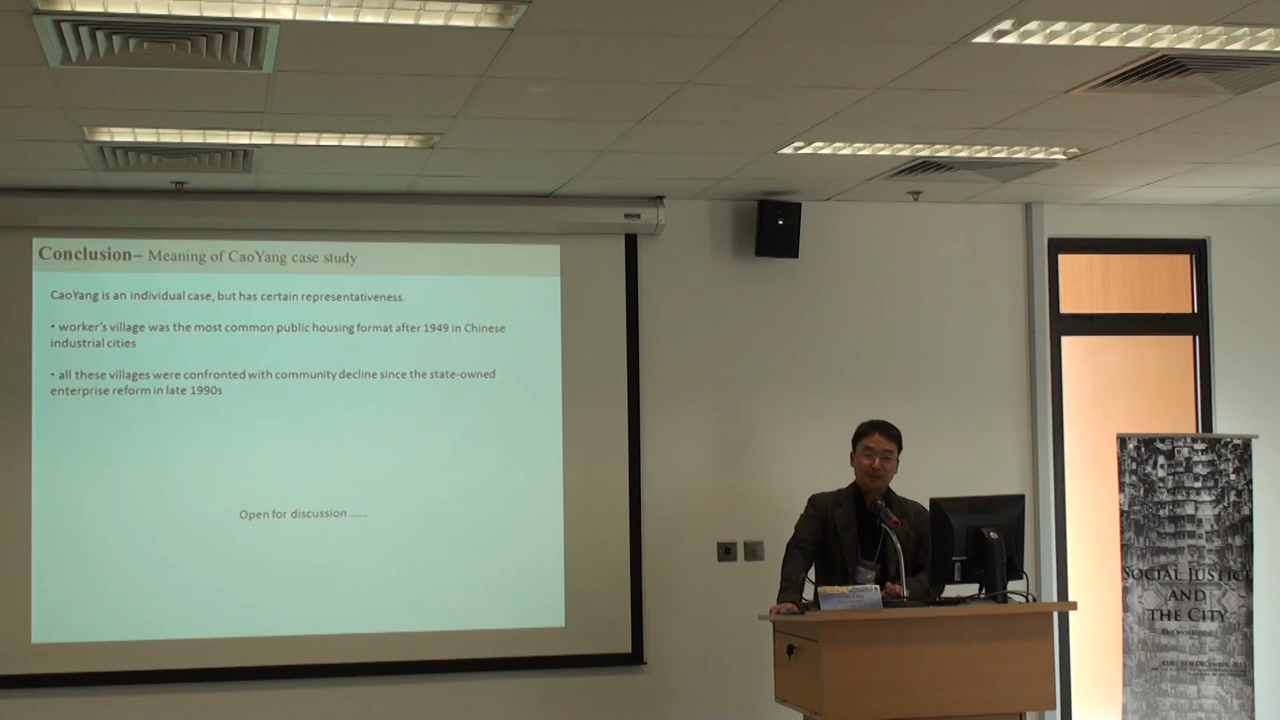 Conclusion– Meaning of CaoYang case study
CaoYang is an individual case, but has certain representativeness.
• worker's village was the most common public housing format after 1949 in Chinese
industrial cities
• all these villages were confronted with community decline since the state-owned
enterprise reform in late 1990s
Open for discussion ......
SOCIAL JUSTICE
AND
THE CITY